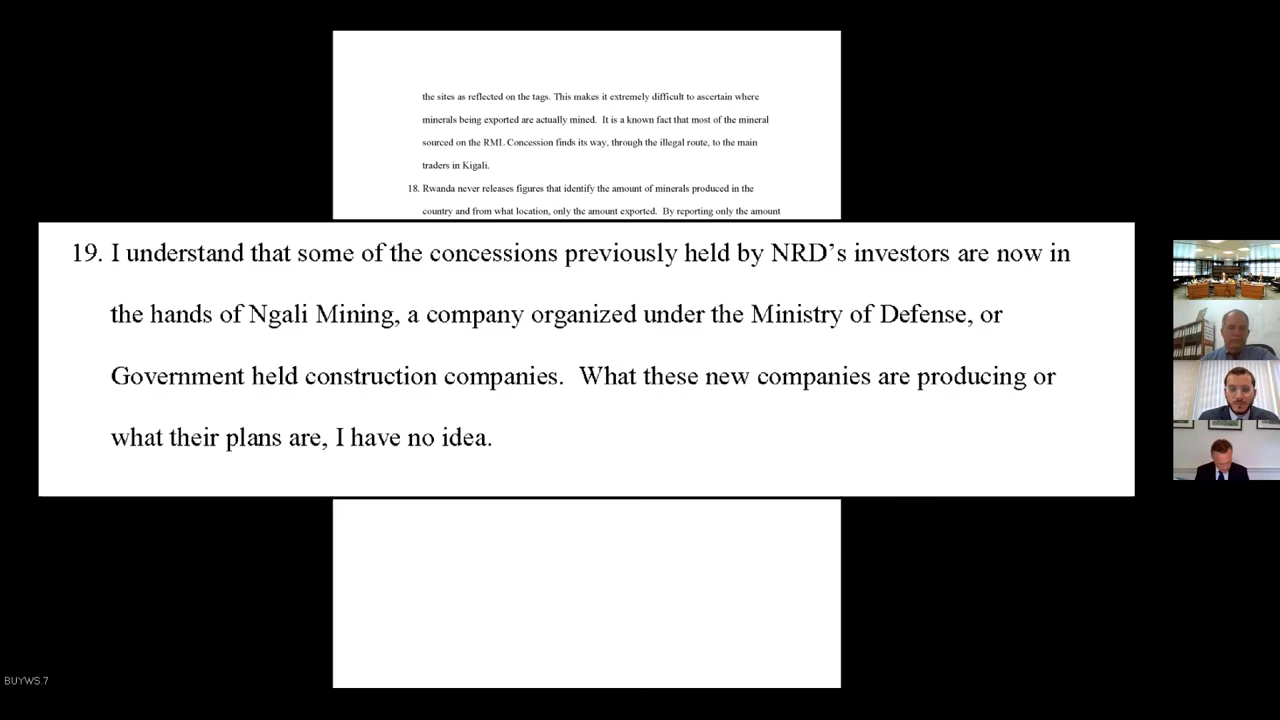 the sites as reflected on the tags. This makes it extremely difficult to ascertain where
minerals being exported are actually mined. It is a known fact that most of the mineral
sourced on the RML Concession finds its way, through the illegal route, to the main
traders in Kigali.
18. Rwanda never releases figures that identify the amount of minerals produced in the
country and from what location, only the amount exported. By reporting only the amount
19. I understand that some of the concessions previously held by NRD’s investors are now in
the hands of Ngali Mining, a company organized under the Ministry of Defense, or
Government held construction companies. What these new companies are producing or
what their plans are, I have no idea.
BUYWS.7